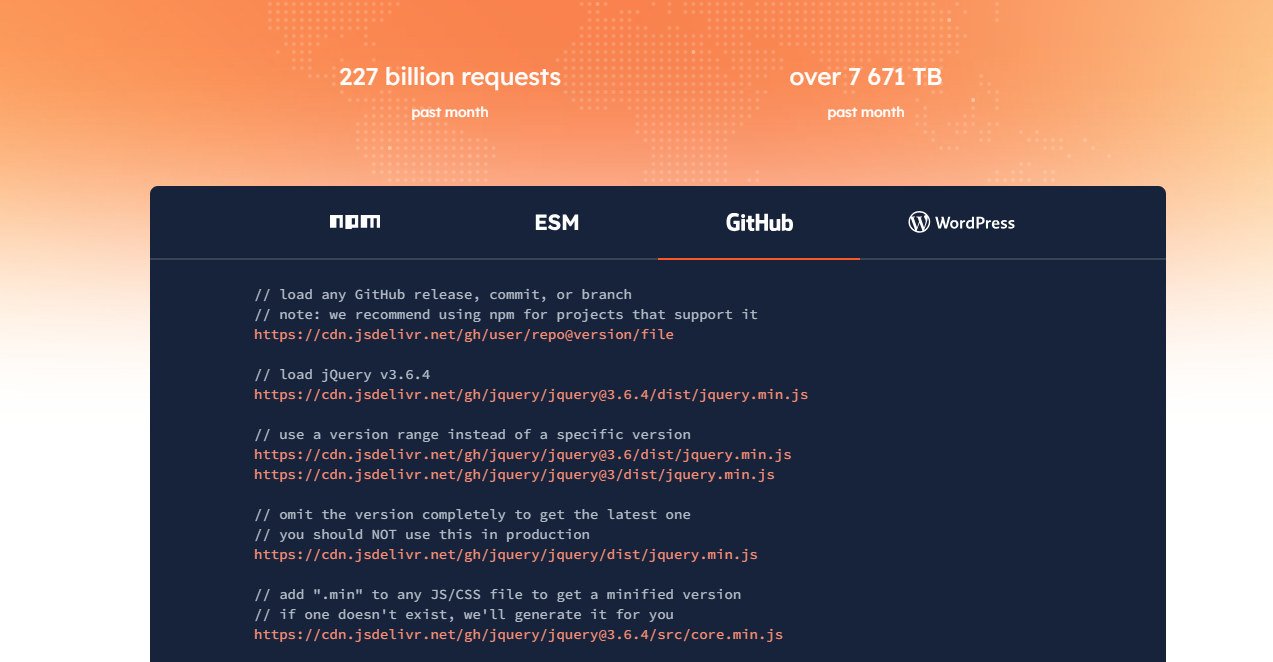 227 billion requests
over 7 671 TB
past month
past month
npm
ESM
GitHub
WordPress
// load any GitHub release, commit, or branch
// note: we recommend using npm for projects that support it
https://cdn.jsdelivr.net/gh/user/repo@version/file
// load jQuery v3.6.4
https://cdn.jsdelivr.net/gh/jquery/jquery@3.6.4/dist/jquery.min.js
// use a version range instead of a specific version
https://cdn.jsdelivr.net/gh/jquery/jquery@3.6/dist/jquery.min.js
https://cdn.jsdelivr.net/gh/jquery/jquery@3/dist/jquery.min.js
// omit the version completely to get the latest one
// you should NOT use this in production
https://cdn.jsdelivr.net/gh/jquery/jquery/dist/jquery.min.js
// add ".min" to any JS/CSS file to get a minified version
// if one doesn't exist, we'll generate it for you
https://cdn.jsdelivr.net/gh/jquery/jquery@3.6.4/src/core.min.js